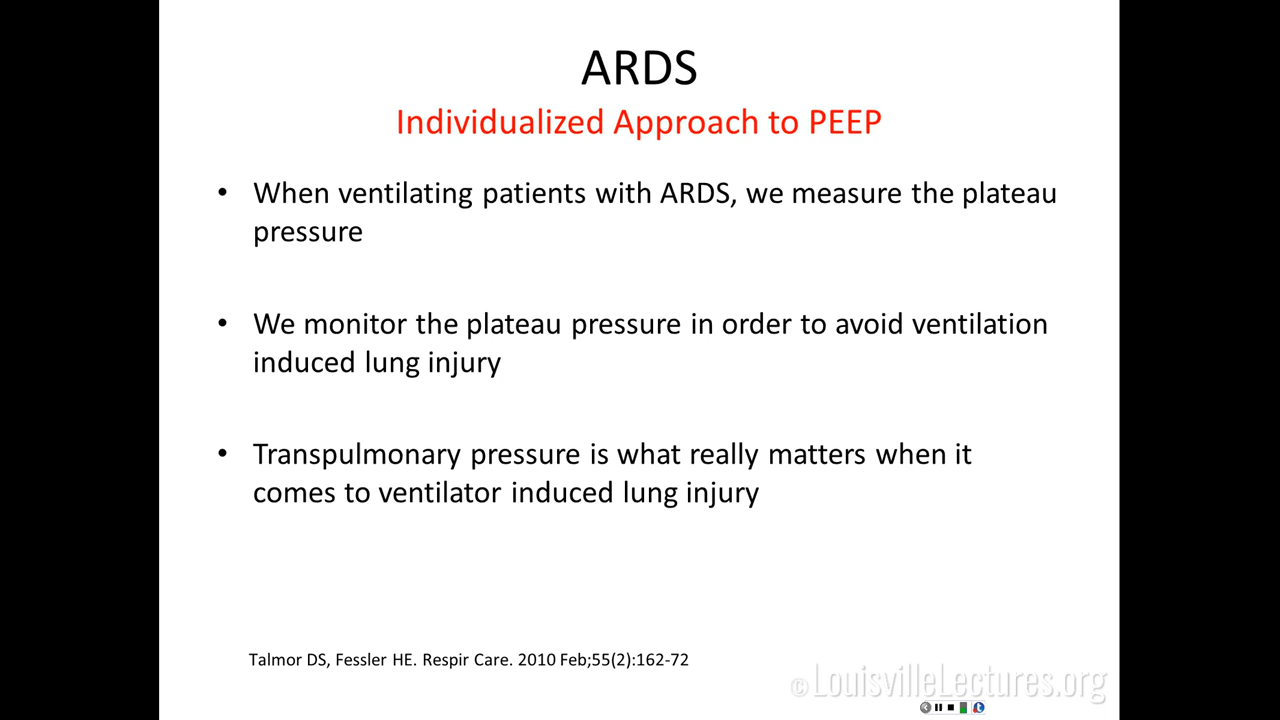 ARDS
Individualized Approach to PEEP
• When ventilating patients with ARDS, we measure the plateau
pressure
• We monitor the plateau pressure in order to avoid ventilation
induced lung injury
• Transpulmonary pressure is what really matters when it
comes to ventilator induced lung injury
Talmor DS, Fessler HE. Respir Care. 2010 Feb;55(2):162-72
© LouisvilleLectures.org